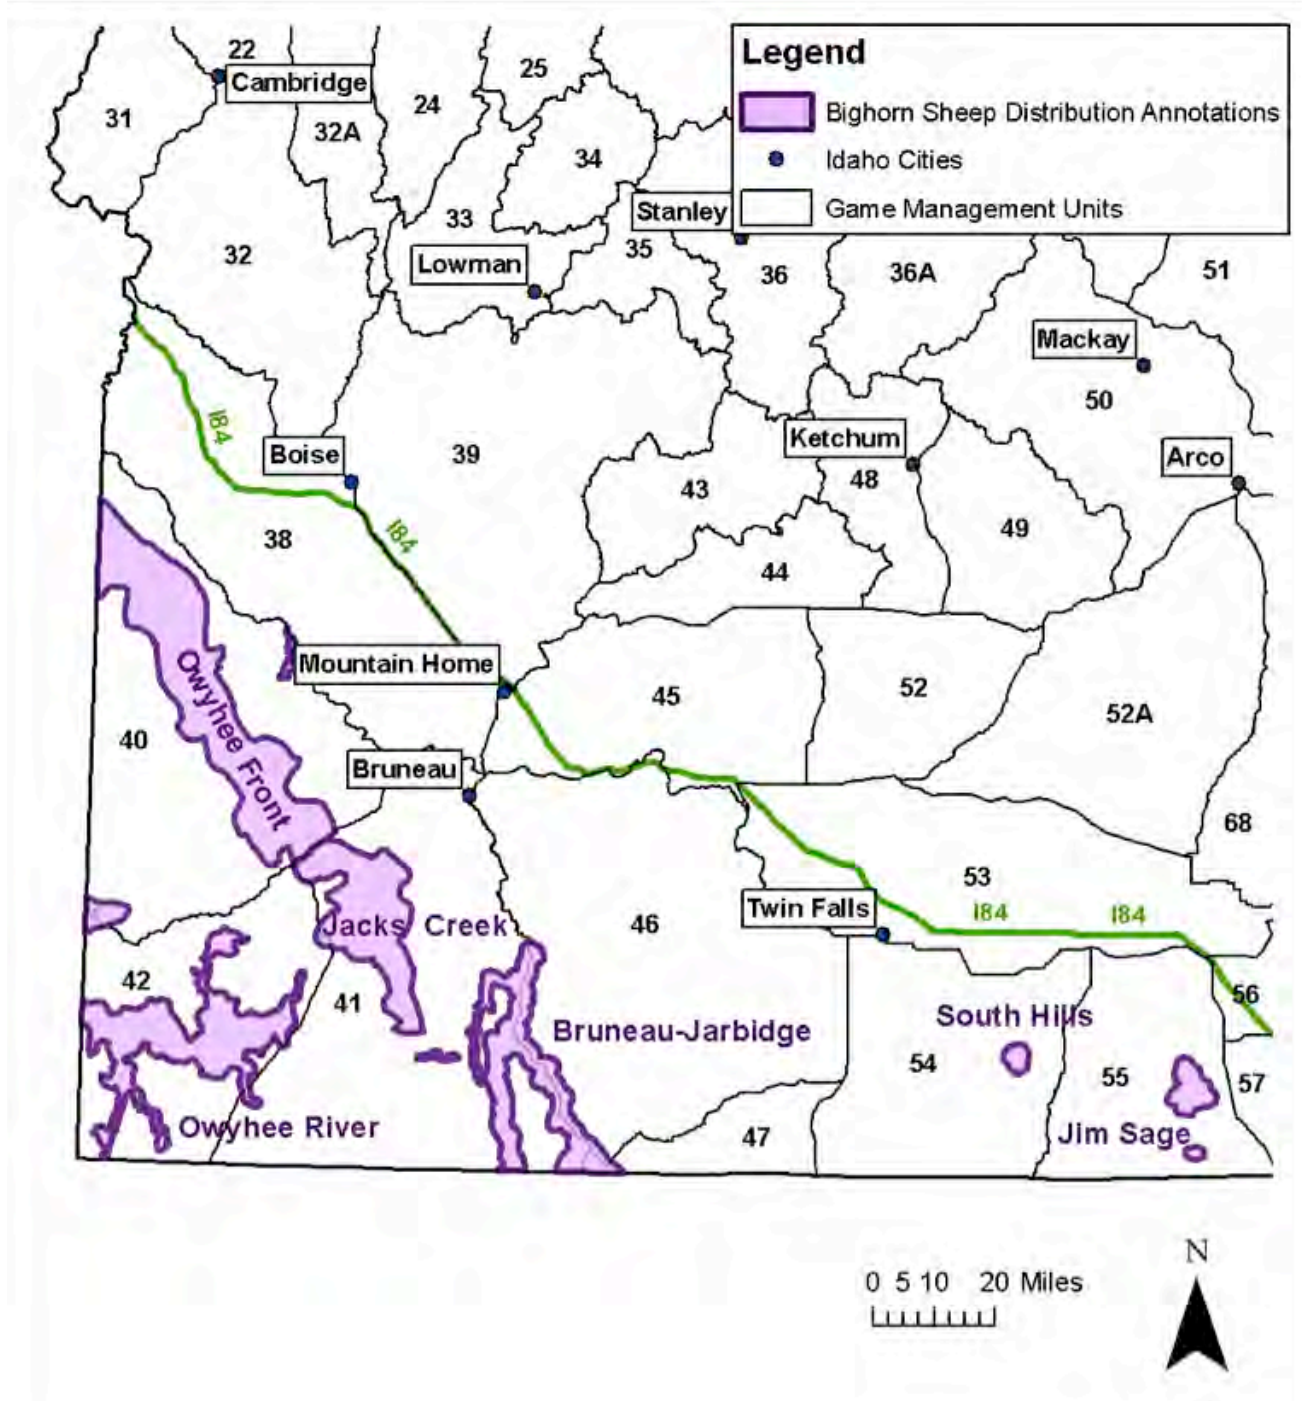 Legend
Bighorn Sheep Distribution Annotations
Idaho Cities
Game Management Units
22
25
Cambridge
24
31
32A
34
Stanley
33
35
32
Lowman
36
36A
51
Mackay
50
I84
Boise
39
Ketchum
Arco
43
48
I84
38
49
44
Mountain Home
45
52
52A
40
Owyhee Front
Bruneau
68
53
Twin Falls
I84
I84
46
Jacks Creek
42
41
56
South Hills
Bruneau-Jarbidge
54
55
57
Owyhee River
47
Jim Sage
N
0 5 10 20 Miles